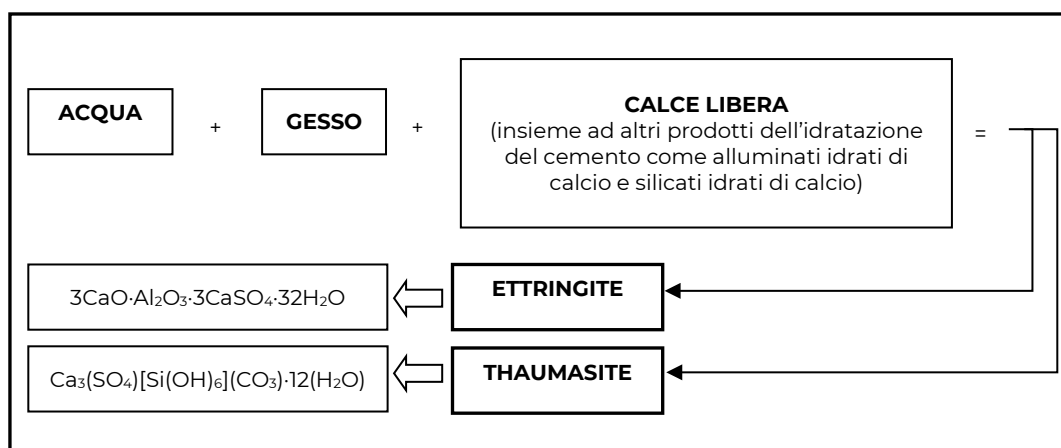 ACQUA
+
GESSO
+
CALCE LIBERA
(insieme ad altri prodotti dell'idratazione
del cemento come alluminati idrati di
calcio e silicati idrati di calcio)
=
3CaO·Al₂O₃·3CaSO₄·32H₂O
ETTRINGITE
Ca₃(SO₄)[Si(OH)₆](CO₃)·12(H₂O)
THAUMASITE